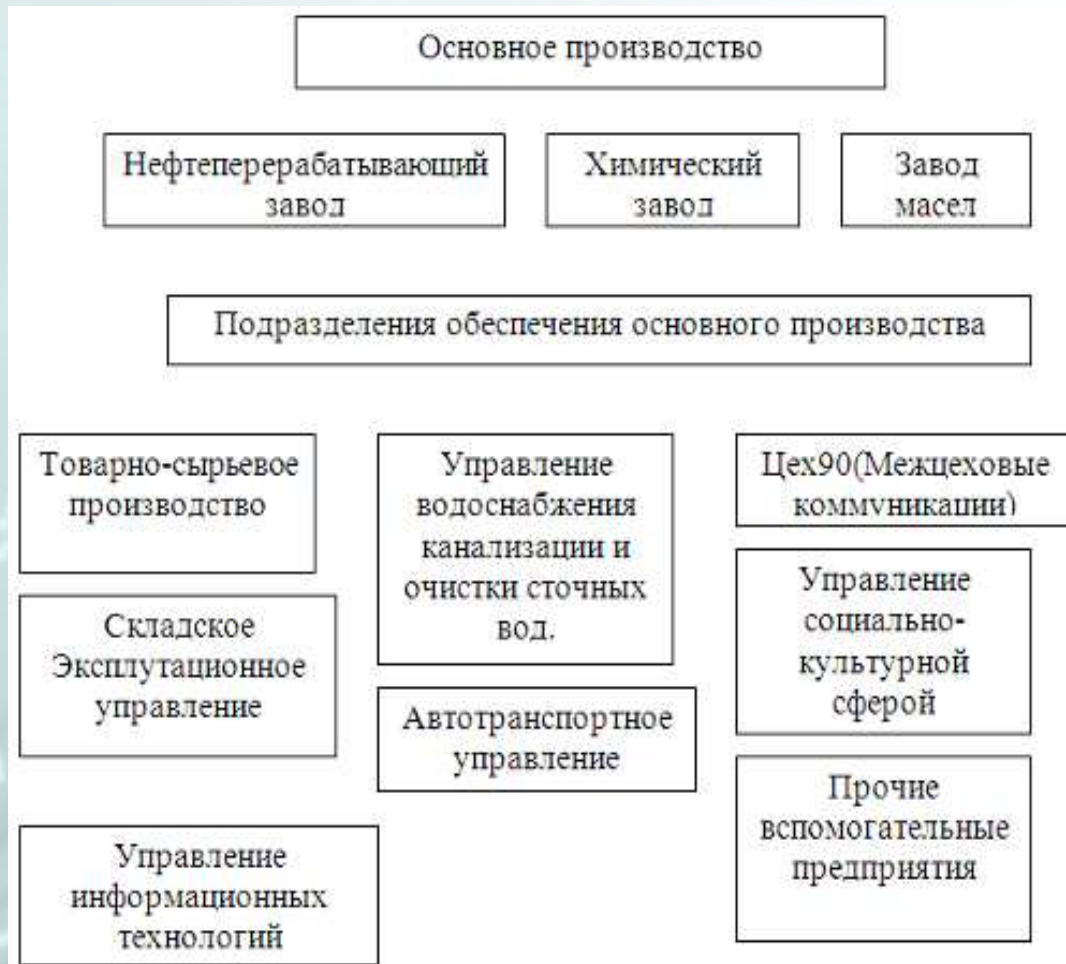 Основное производство
Нефтеперерабатывающий
завод
Химический
завод
Завод
масел
Подразделения обеспечения основного производства
Товарно-сырьевое
производство
Управление
водоснабжения
канализации и
очистки сточных
вод.
Цех90(Межцеховые
коммуникации)
Складское
Эксплутационное
управление
Управление
социально-
культурной
сферой
Автотранспортное
управление
Прочие
вспомогательные
предприятия
Управление
информационных
технологий